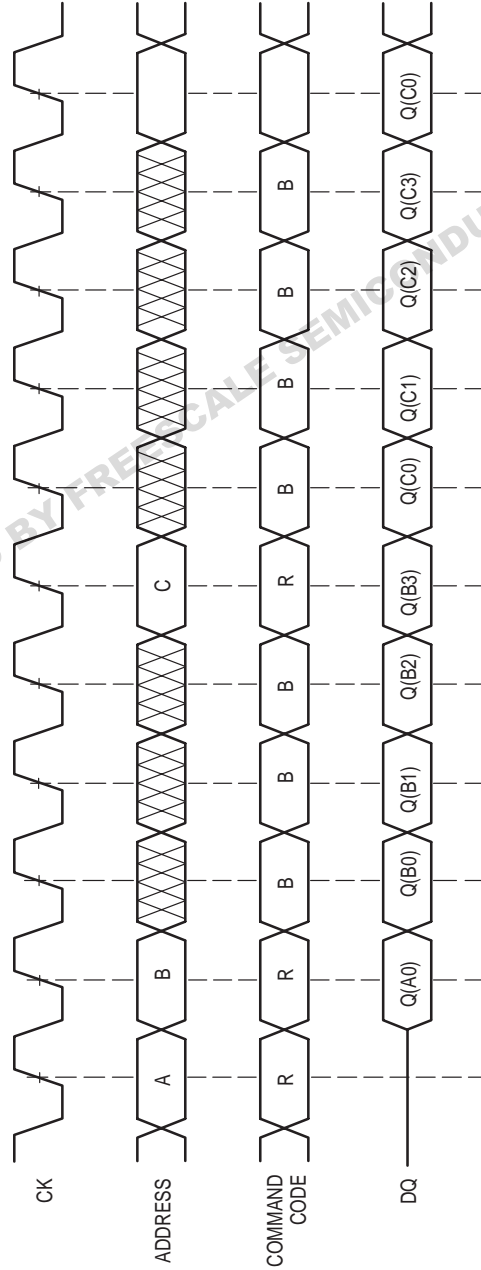 CK
ADDRESS
A
B
C
COMMAND
CODE
R
R
B
B
B
R
B
B
B
B
DQ
Q(A0)
Q(B0)
Q(B1)
Q(B2)
Q(B3)
Q(C0)
Q(C1)
Q(C2)
Q(C3)
Q(C0)
BY FREESCALE SEMICONDU